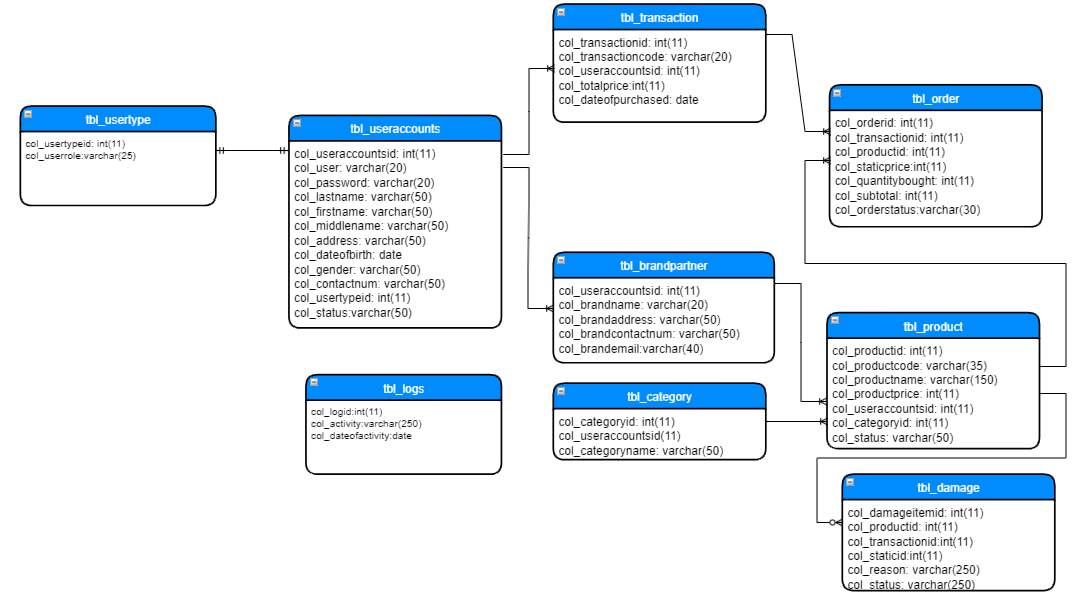 tbl_transaction
col_transactionid: int(11)
col_transactioncode: varchar(20)
col_useraccountsid: int(11)
col_totalprice:int(11)
col_dateofpurchased: date
tbl_order
col_orderid: int(11)
col_transactionid: int(11)
col_productid: int(11)
col_staticprice:int(11)
col_quantitybought: int(11)
col_subtotal: int(11)
col_orderstatus:varchar(30)
tbl_usertype
col_usertypeid: int(11)
col_userrole:varchar(25)
tbl_useraccounts
col_useraccountsid: int(11)
col_user: varchar(20)
col_password: varchar(20)
col_lastname: varchar(50)
col_firstname: varchar(50)
col_middlename: varchar(50)
col_address: varchar(50)
col_dateofbirth: date
col_gender: varchar(50)
col_contactnum: varchar(50)
col_usertypeid: int(11)
col_status:varchar(50)
tbl_brandpartner
col_useraccountsid: int(11)
col_brandname: varchar(20)
col_brandaddress: varchar(50)
col_brandcontactnum: varchar(50)
col_brandemail:varchar(40)
tbl_product
col_productid: int(11)
col_productcode: varchar(35)
col_productname: varchar(150)
col_productprice: int(11)
col_useraccountsid: int(11)
col_categoryid: int(11)
col_status: varchar(50)
tbl_logs
col_logid:int(11)
col_activity:varchar(250)
col_dateofactivity:date
tbl_category
col_categoryid: int(11)
col_useraccountsid(11)
col_categoryname: varchar(50)
tbl_damage
col_damageitemid: int(11)
col_productid: int(11)
col_transactionid:int(11)
col_staticid:int(11)
col_reason: varchar(250)
col_status: varchar(250)